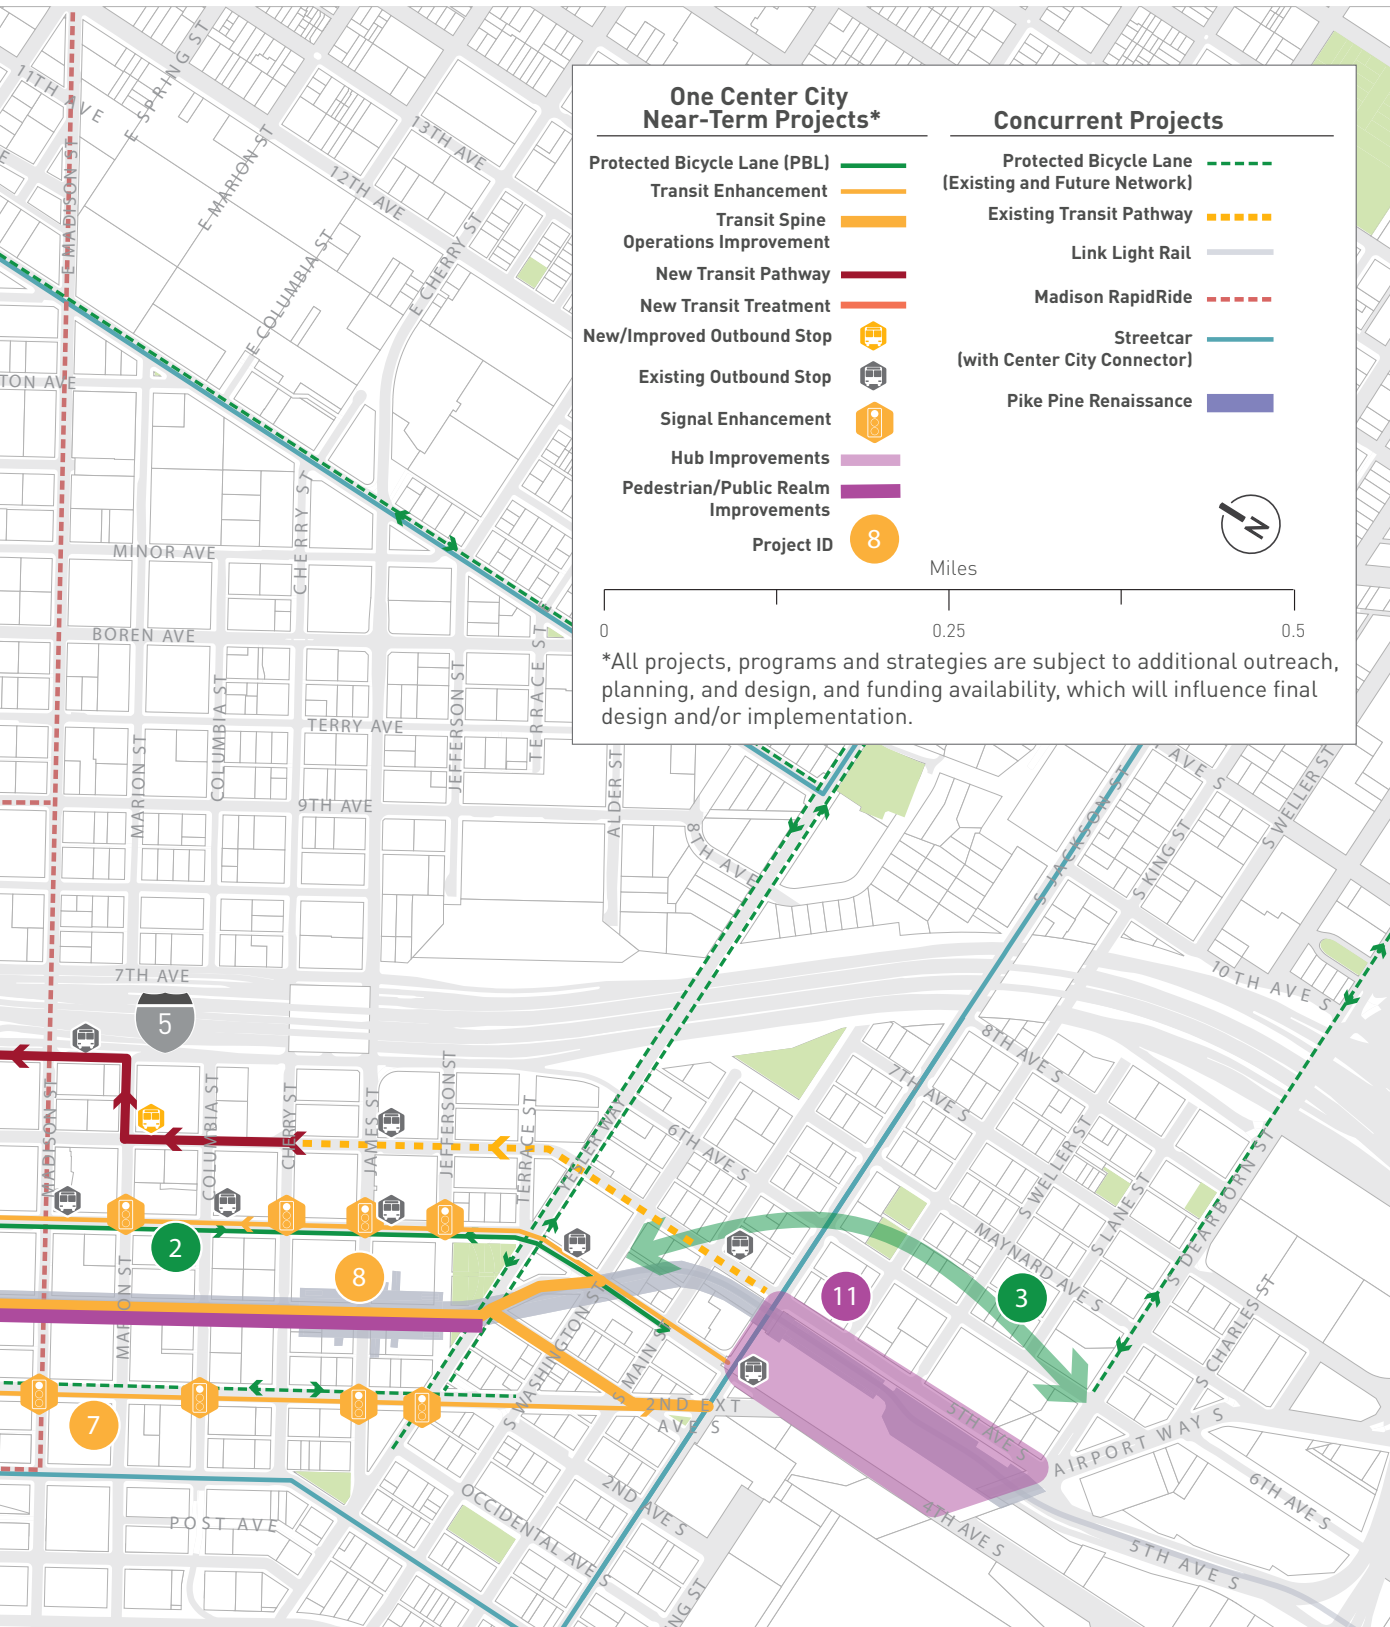 One Center City
Near-Term Projects*
Protected Bicycle Lane (PBL)
Transit Enhancement
Transit Spine
Operations Improvement
New Transit Pathway
New Transit Treatment
New/Improved Outbound Stop
Existing Outbound Stop
Signal Enhancement
Hub Improvements
Pedestrian/Public Realm
Improvements
Project ID
8
Concurrent Projects
Protected Bicycle Lane
(Existing and Future Network)
Existing Transit Pathway
Link Light Rail
Madison RapidRide
Streetcar
(with Center City Connector)
Pike Pine Renaissance
N
Miles
0
0.25
0.5
*All projects, programs and strategies are subject to additional outreach,
planning, and design, and funding availability, which will influence final
design and/or implementation.
11TH AVE
E SPRING ST
E MADISON ST
E MARION ST
12TH AVE
13TH AVE
E COLUMBIA ST
E CHERRY ST
TON AVE
CHERRY ST
MINOR AVE
BOREN AVE
COLUMBIA ST
MARION ST
TERRY AVE
JEFFERSON ST
TERRACE ST
9TH AVE
ALDER ST
8TH AVE
AVE S
S WELLER ST
S JACKSON ST
S KING ST
10TH AVE S
7TH AVE
5
8TH AVE S
7TH AVE S
6TH AVE S
MADISON ST
COLUMBIA ST
CHERRY ST
JAMES ST
JEFFERSON ST
TERRACE ST
YESLER WAY
S WELLER ST
S LANE ST
S DEARBORN ST
MAYNARD AVE S
S CHARLES ST
2
8
11
3
MARION ST
S WASHINGTON ST
S MAIN ST
2ND EXT
AVE S
7
5TH AVE S
AIRPORT WAY S
6TH AVE S
4TH AVE S
5TH AVE S
2ND AVE S
OCCIDENTAL AVE S
POST AVE
NG ST